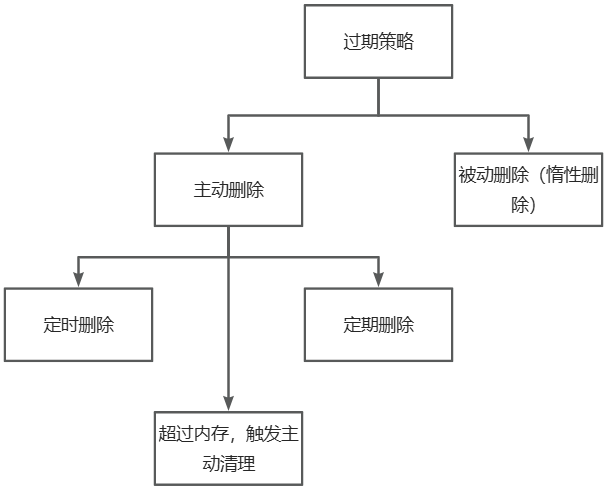 过期策略
主动删除
被动删除（惰性删
除）
定时删除
定期删除
超过内存，触发主
动清理